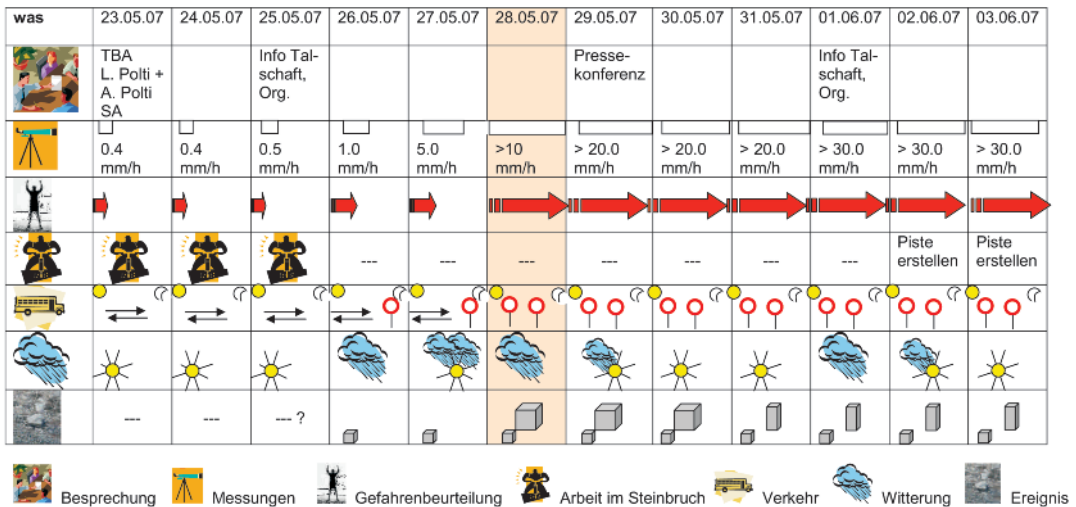 was 23.05.07 24.05.07 25.05.07 26.05.07 27.05.07 28.05.07 29.05.07 30.05.07 31.05.07 01.06.07 02.06.07 03.06.07
TBA
L. Polti +
A. Polti
SA
Info Tal-
schaft,
Org.
Presse-
konferenz
Info Tal-
schaft,
Org.
0.4 0.4 0.5 1.0 5.0 >10 > 20.0 > 20.0 > 20.0 > 30.0 > 30.0 > 30.0
mm/h mm/h mm/h mm/h mm/h mm/h mm/h mm/h mm/h mm/h mm/h mm/h
--- --- --- --- --- --- ---
Piste
erstellen
Piste
erstellen
--- --- --- ?
Besprechung Messungen Gefahrenbeurteilung Arbeit im Steinbruch Verkehr Witterung Ereignis